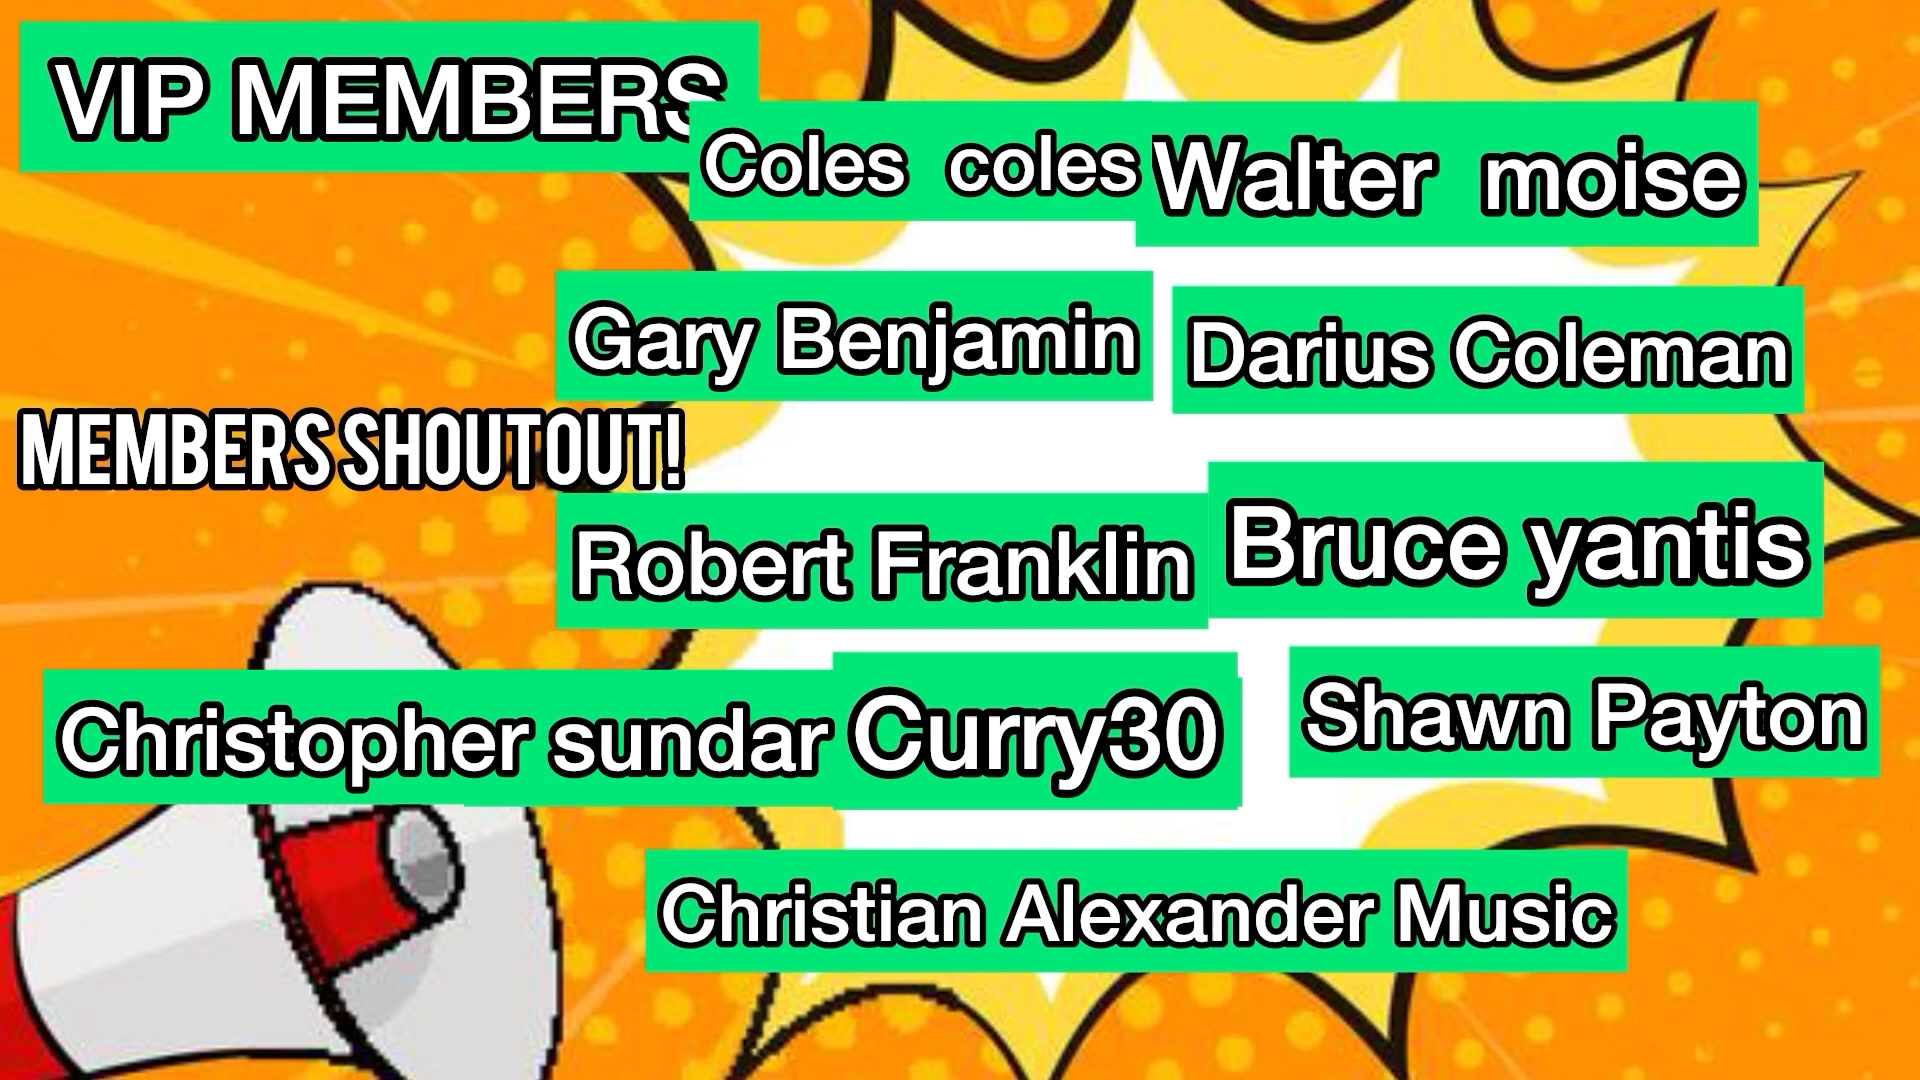 VIP MEMBERS
Coles coles
Walter moise
Gary Benjamin
Darius Coleman
MEMBERS SHOUTOUT!
Robert Franklin
Bruce yantis
Christopher sundar
Curry30
Shawn Payton
Christian Alexander Music